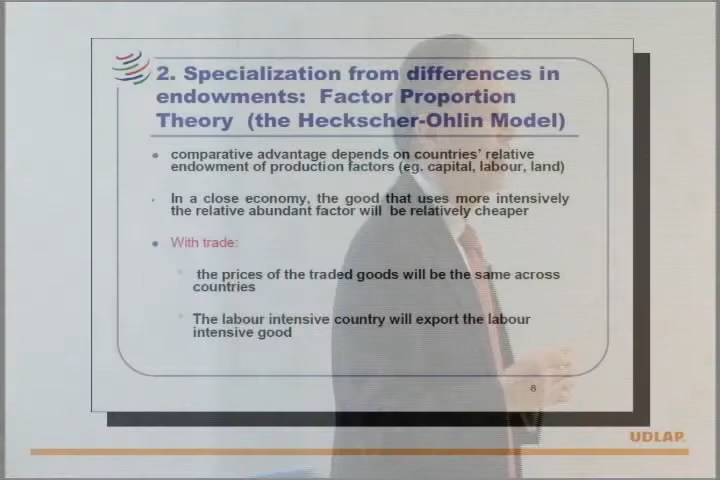 2. Specialization from differences in
endowments: Factor Proportion
Theory (the Heckscher-Ohlin Model)
comparative advantage depends on countries' relative
endowment of production factors (eg. capital, labour, land)
In a close economy, the good that uses more intensively
the relative abundant factor will be relatively cheaper
With trade:
the prices of the traded goods will be the same across
countries
The labour intensive country will export the labour
intensive good
8
UDLAP